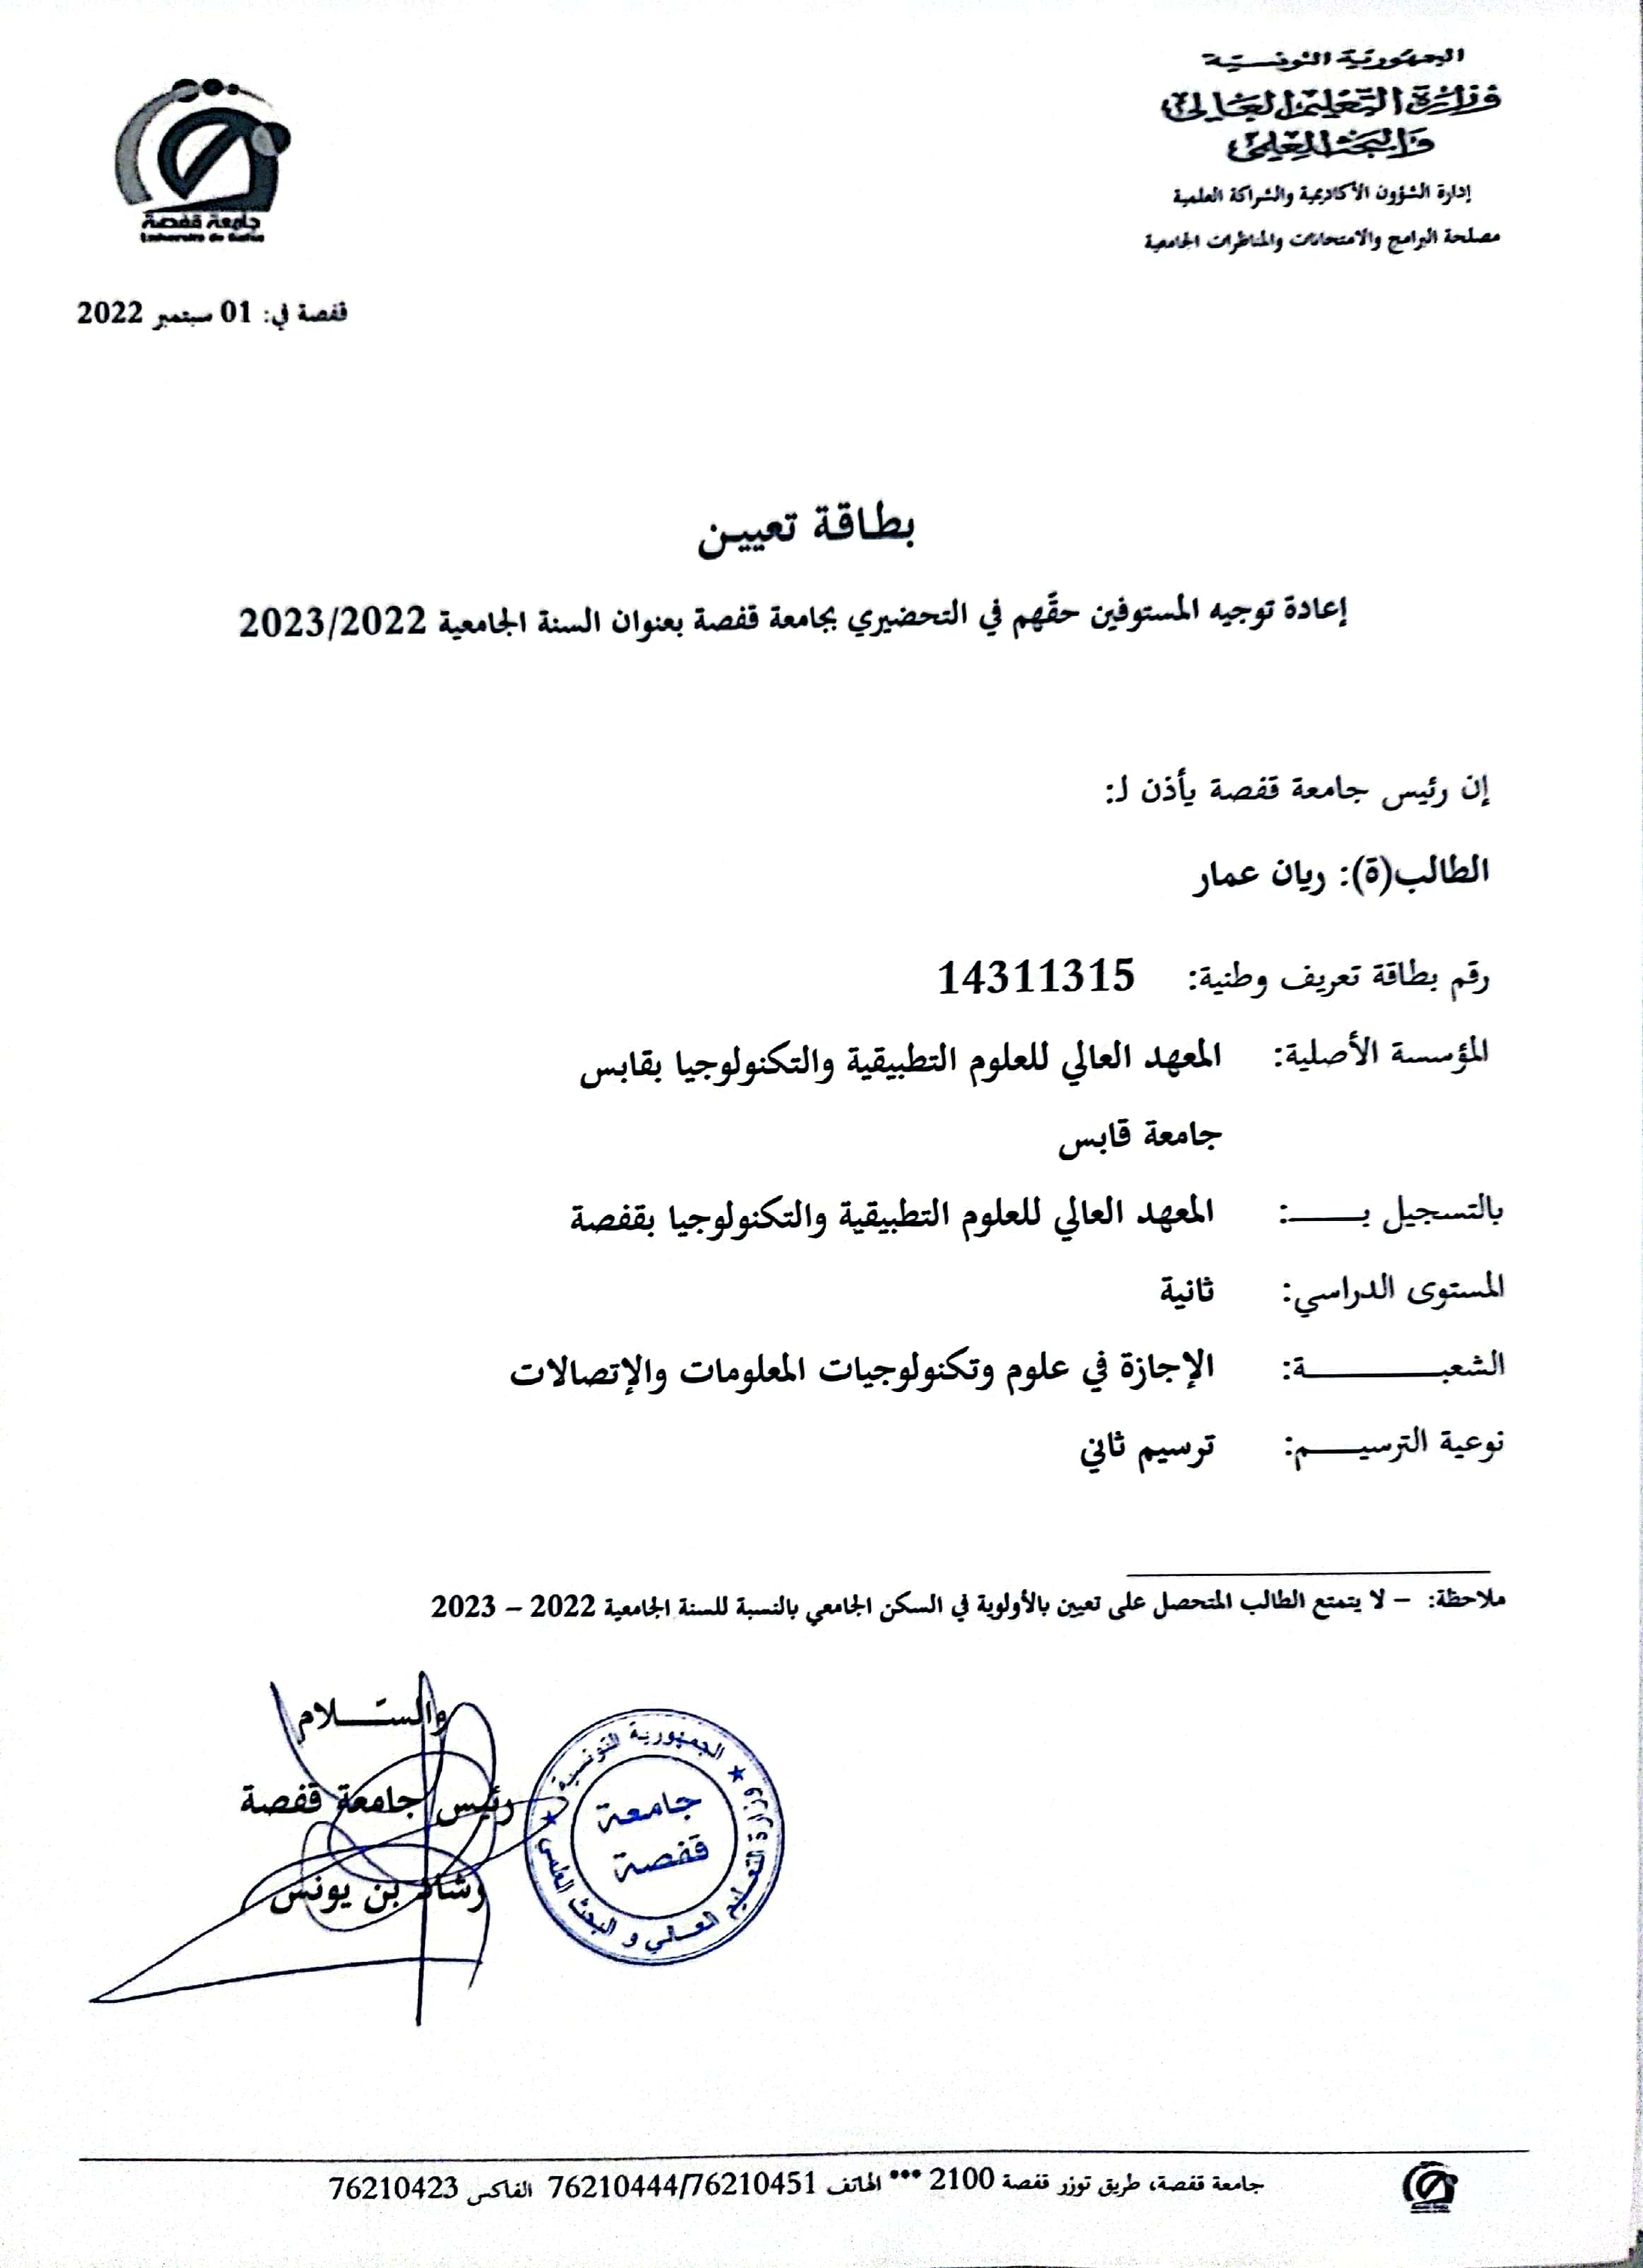 الجمهورية التونسية
وزارة التعليم العالي
والبحث العلمي
إدارة الشؤون الأكاديمية والشراكة العلمية
مصلحة البرامج والامتحانات والمناظرات الجامعية
جامعة قفصة
Université de Gafsa
قفصة في: 01 سبتمبر 2022
بطاقة تعيين
إعادة توجيه المستوفين حقّهم في التحضيري بجامعة قفصة بعنوان السنة الجامعية 2023/2022
إن رئيس جامعة قفصة يأذن لـ:
الطالب(ة): ريان عمار
رقم بطاقة تعريف وطنية: 14311315
المؤسسة الأصلية: المعهد العالي للعلوم التطبيقية والتكنولوجيا بقابس
جامعة قابس
بالتسجيل بـــــ: المعهد العالي للعلوم التطبيقية والتكنولوجيا بقفصة
المستوى الدراسي: ثانية
الشعبــــــــــة: الإجازة في علوم وتكنولوجيات المعلومات والإتصالات
نوعية الترسيـــــم: ترسيم ثاني
ملاحظة: – لا يتمتع الطالب المتحصل على تعيين بالأولوية في السكن الجامعي بالنسبة للسنة الجامعية 2022 – 2023
والسّـــــلام
رئيس جامعة قفصة
رشاد بن يونس
الجمهورية التونسية
وزارة التعليم العالي و البحث العلمي
جامعة
قفصة
جامعة قفصة، طريق توزر قفصة 2100 *** الهاتف 76210444/76210451 الفاكس 76210423